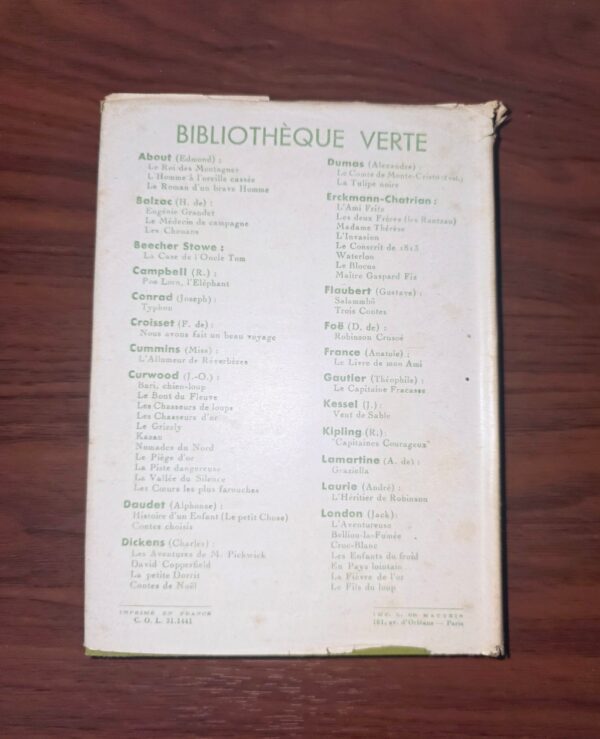 BIBLIOTHÈQUE VERTE
About (Edmond) :
Le Roi des Montagnes
L'Homme à l'oreille cassée
Le Roman d'un brave Homme
Balzac (H. de) :
Eugénie Grandet
Le Médecin de campagne
Les Chouans
Beecher Stowe :
La Case de l'Oncle Tom
Campbell (R.) :
Poo Lorn, l'Eléphant
Conrad (Joseph) :
Typhon
Croisset (F. de) :
Nous avons fait un beau voyage
Cummins (Miss) :
L'Allumeur de Réverbères
Curwood (J.-O.) :
Bari, chien-loup
Le Bout du Fleuve
Les Chasseurs de loups
Les Chasseurs d'or
Le Grizzly
Kazan
Nomades du Nord
Le Piège d'or
La Piste dangereuse
La Vallée du Silence
Les Cœurs les plus farouches
Daudet (Alphonse) :
Histoire d'un Enfant (Le petit Chose)
Contes choisis
Dickens (Charles) :
Les Aventures de M. Pickwick
David Copperfield
La petite Dorrit
Contes de Noël
Dumas (Alexandre) :
Le Comte de Monte-Cristo
La Tulipe noire
Erckmann-Chatrian :
L'Ami Fritz
Les deux Frères (les Rantzau)
Madame Thérèse
L'Invasion
Le Conscrit de 1813
Waterloo
Le Blocus
Maître Gaspard Fix
Flaubert (Gustave) :
Salammbô
Trois Contes
Foë (D. de) :
Robinson Crusoé
France (Anatole) :
Le Livre de mon Ami
Gautier (Théophile) :
Le Capitaine Fracasse
Kessel (J.) :
Vent de Sable
Kipling (R.) :
"Capitaines Courageux"
Lamartine (A. de) :
Graziella
Laurie (André) :
L'Héritier de Robinson
London (Jack) :
L'Aventureuse
Bellion-la-Fumée
Croc-Blanc
Les Enfants du froid
En Pays lointain
La Fièvre de l'or
Le Fils du loup
IMPRIMÉ EN FRANCE
C. O. L. 31.1441
IMP. DE
161, av. d'Orléans — Paris